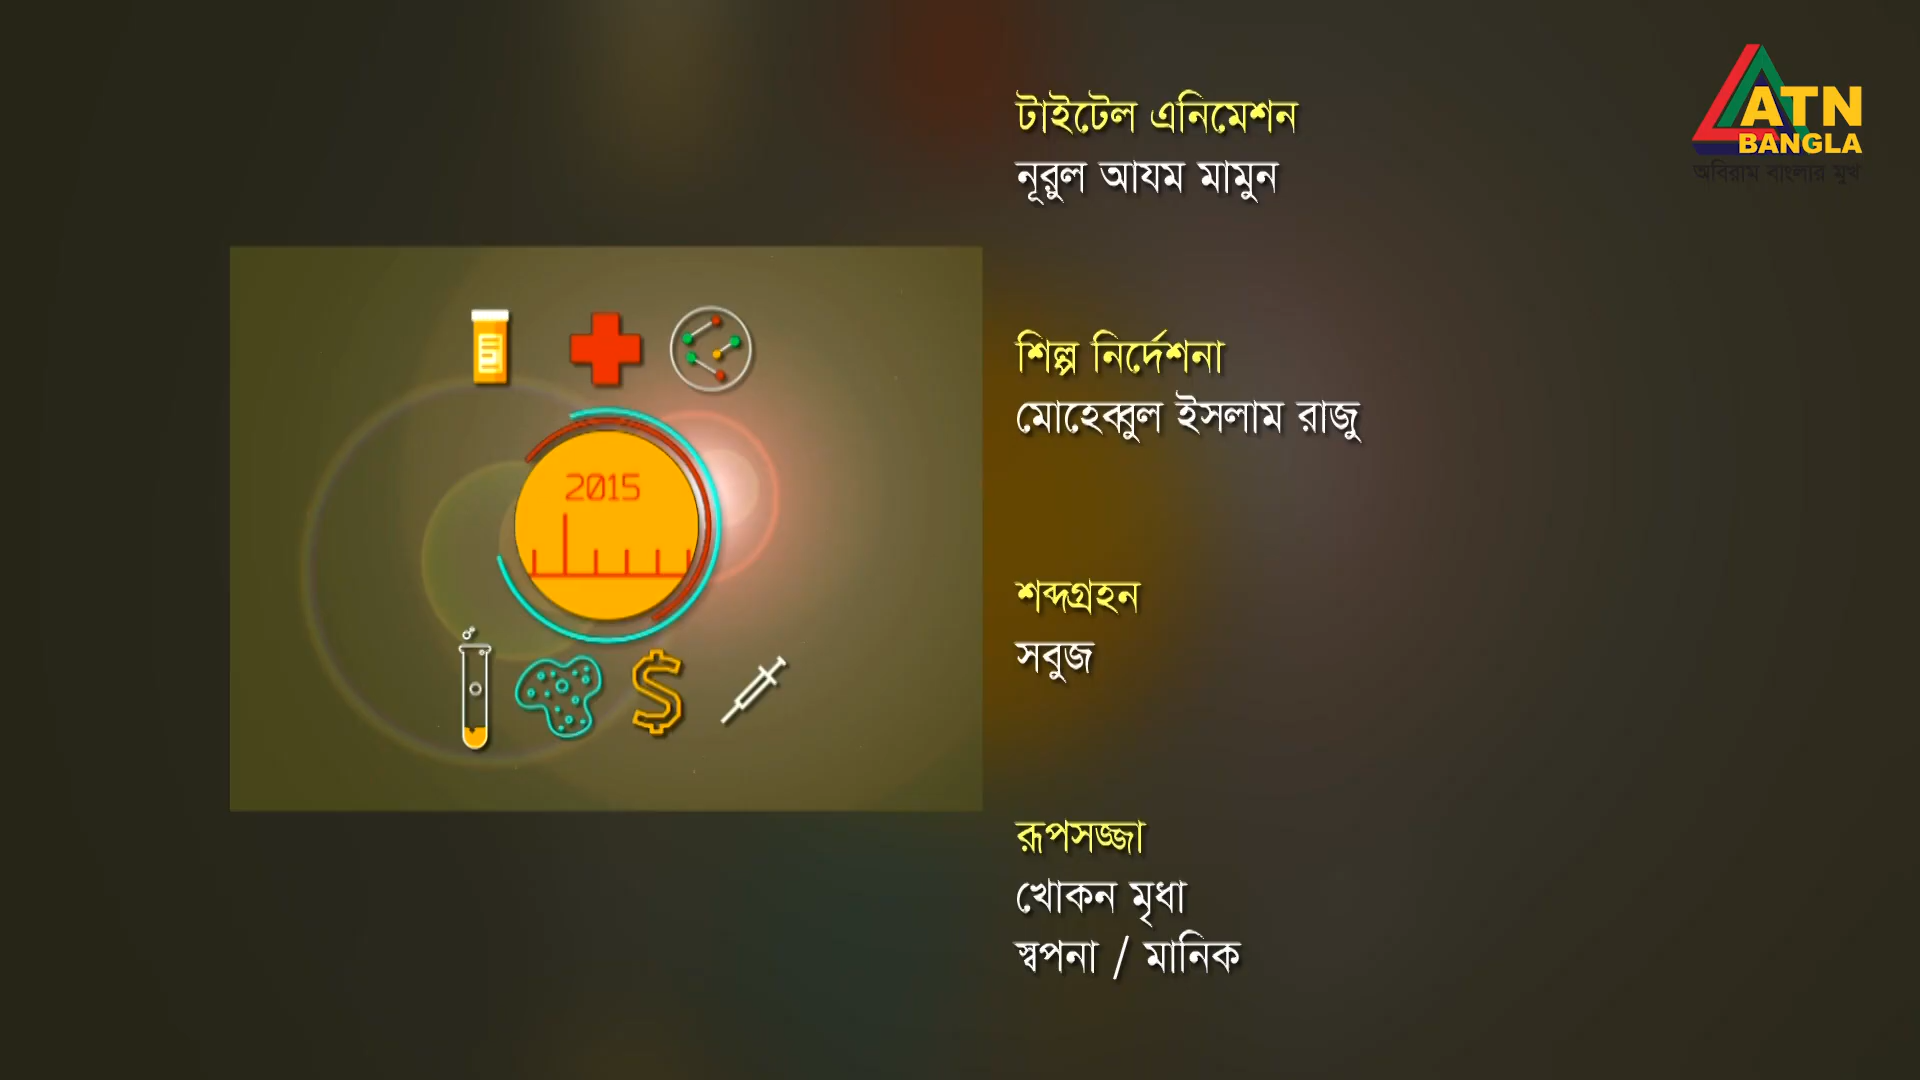 টাইটেল এনিমেশন
নূরুল আযম মামুন
শিল্প নির্দেশনা
মোহেব্বুল ইসলাম রাজু
শব্দগ্রহন
সবুজ
রূপসজ্জা
খোকন মৃধা
স্বপনা / মানিক
2015
ATN
BANGLA
অবিরাম বাংলার মুখ